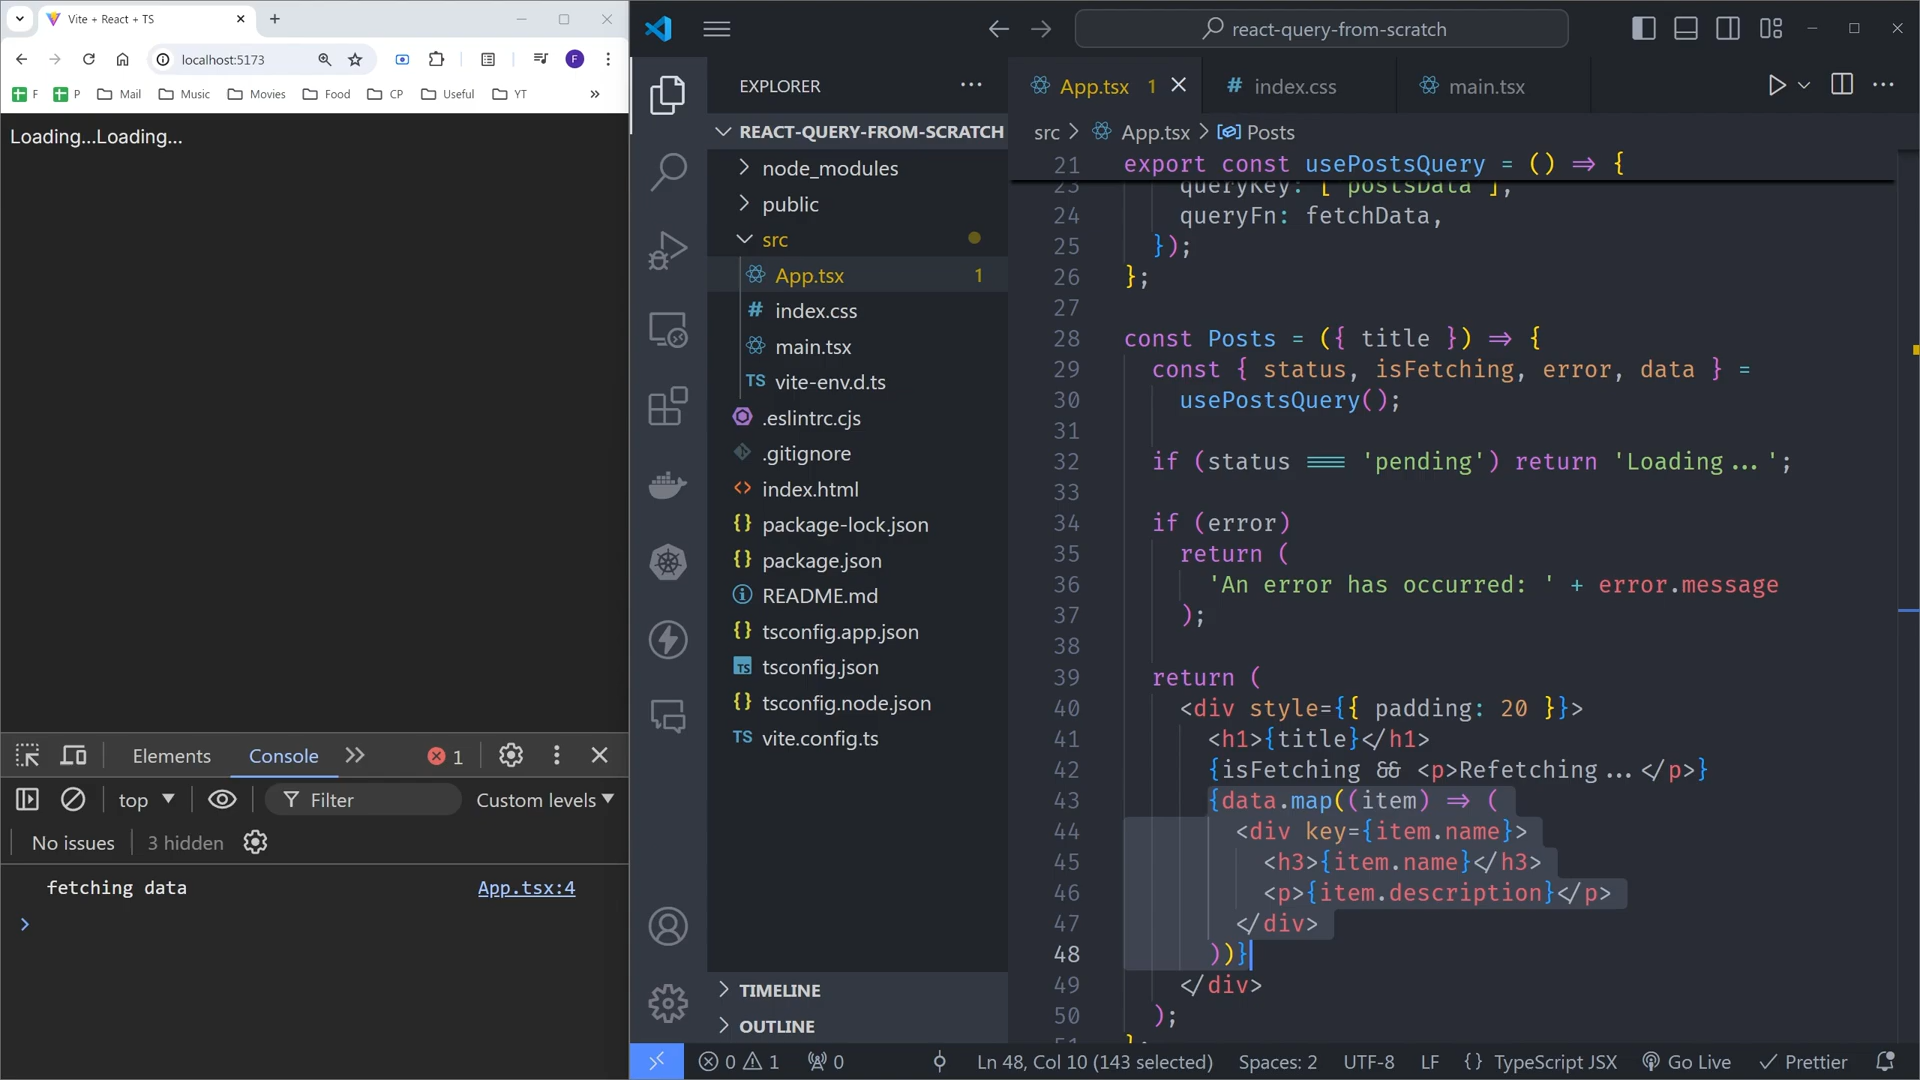 Vite + React + TS
localhost:5173
F
F
P
Mail
Music
Movies
Food
CP
Useful
YT
Loading...Loading...
Elements
Console
1
top
Filter
Custom levels
No issues
3 hidden
fetching data
App.tsx:4
react-query-from-scratch
EXPLORER
REACT-QUERY-FROM-SCRATCH
node_modules
public
src
App.tsx
1
index.css
main.tsx
TS vite-env.d.ts
.eslintrc.cjs
.gitignore
index.html
package-lock.json
package.json
README.md
tsconfig.app.json
TS tsconfig.json
tsconfig.node.json
TS vite.config.ts
TIMELINE
OUTLINE
App.tsx 1
# index.css
main.tsx
src > App.tsx > Posts
21 export const usePostsQuery = () => {
23 queryKey: ['postsData'],
24 queryFn: fetchData,
25 });
26 };
27
28 const Posts = ({ title }) => {
29 const { status, isFetching, error, data } =
30 usePostsQuery();
31
32 if (status === 'pending') return 'Loading...';
33
34 if (error)
35 return (
36 'An error has occurred: ' + error.message
37 );
38
39 return (
40 <div style={{ padding: 20 }}>
41 <h1>{title}</h1>
42 {isFetching && <p>Refetching...</p>}
43 {data.map((item) => (
44 <div key={item.name}>
45 <h3>{item.name}</h3>
46 <p>{item.description}</p>
47 </div>
48 ))}
49 </div>
50 );
0 1
0
Ln 48, Col 10 (143 selected)
Spaces: 2
UTF-8
LF
{} TypeScript JSX
Go Live
Prettier